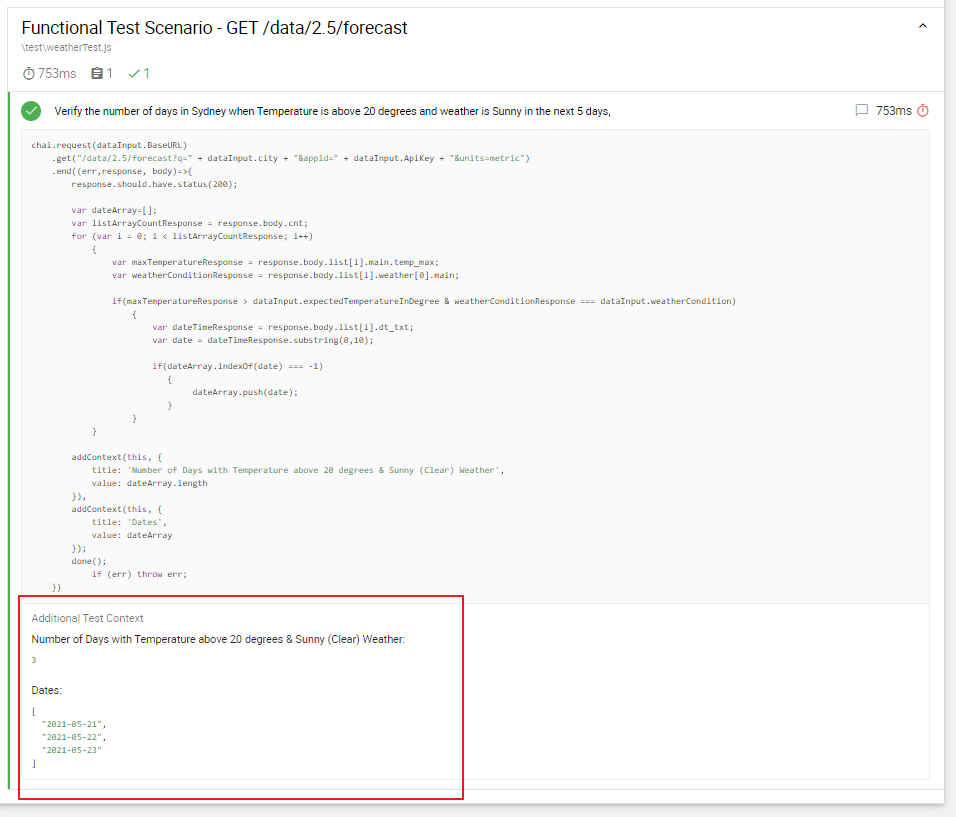 Functional Test Scenario - GET /data/2.5/forecast
\test\weatherTest.js
753ms 1 1
Verify the number of days in Sydney when Temperature is above 20 degrees and weather is Sunny in the next 5 days,
753ms
chai.request(dataInput.BaseURL)
.get("/data/2.5/forecast?q=" + dataInput.city + "&appid=" + dataInput.ApiKey + "&units=metric")
.end((err,response, body)=>{
response.should.have.status(200);
var dateArray=[];
var listArrayCountResponse = response.body.cnt;
for (var i = 0; i < listArrayCountResponse; i++)
{
var maxTemperatureResponse = response.body.list[i].main.temp_max;
var weatherConditionResponse = response.body.list[i].weather[0].main;
if(maxTemperatureResponse > dataInput.expectedTemperatureInDegree & weatherConditionResponse === dataInput.weatherCondition)
{
var dateTimeResponse = response.body.list[i].dt_txt;
var date = dateTimeResponse.substring(0,10);
if(dateArray.indexOf(date) === -1)
{
dateArray.push(date);
}
}
}
addContext(this, {
title: 'Number of Days with Temperature above 20 degrees & Sunny (Clear) Weather',
value: dateArray.length
}),
addContext(this, {
title: 'Dates',
value: dateArray
});
done();
if (err) throw err;
})
Additional Test Context
Number of Days with Temperature above 20 degrees & Sunny (Clear) Weather:
3
Dates:
[
"2021-05-21",
"2021-05-22",
"2021-05-23"
]